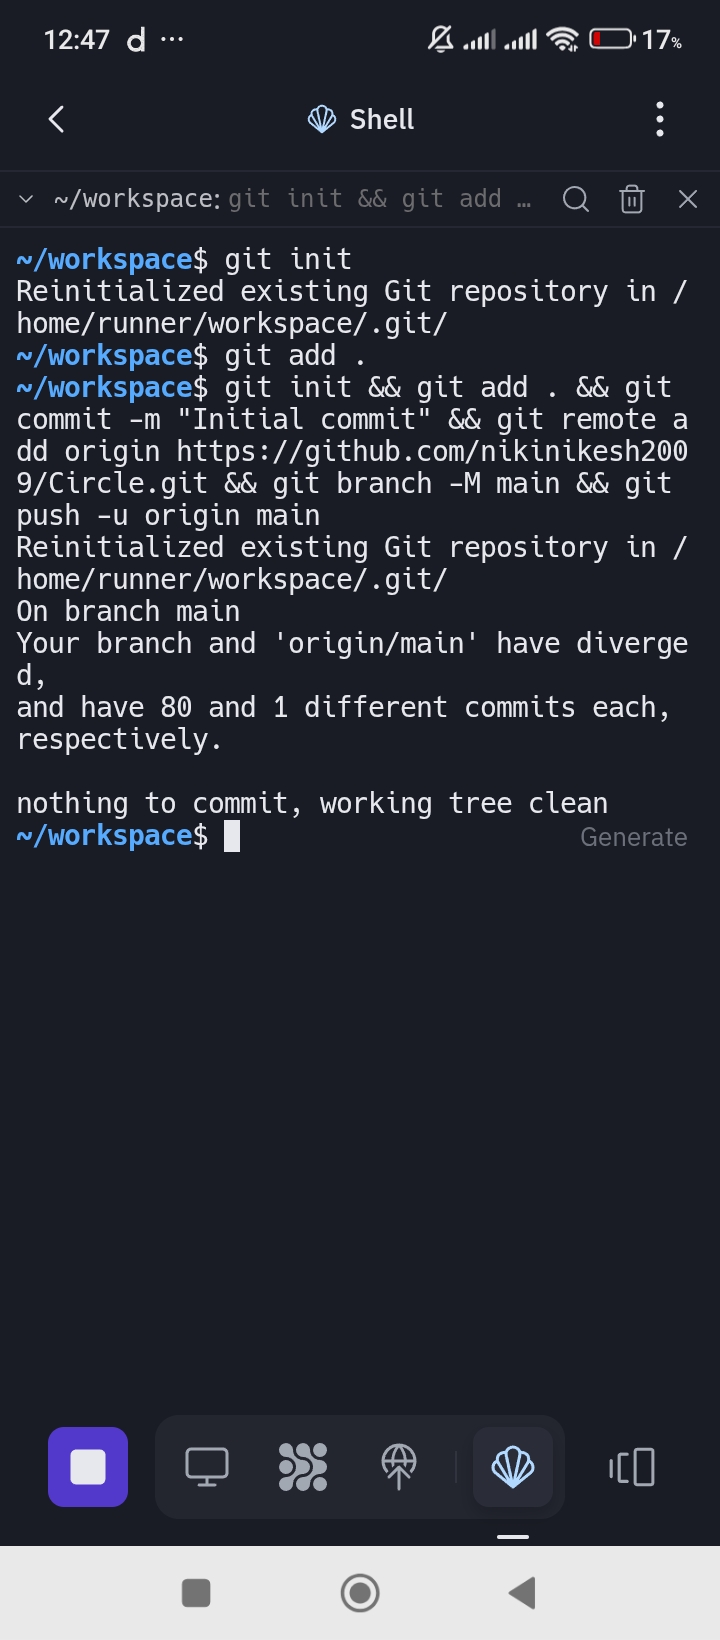 12:47 d ... 17%
Shell
~/workspace: git init && git add ...
~/workspace$ git init
Reinitialized existing Git repository in /
home/runner/workspace/.git/
~/workspace$ git add .
~/workspace$ git init && git add . && git
commit -m "Initial commit" && git remote a
dd origin https://github.com/nikinikesh200
9/Circle.git && git branch -M main && git
push -u origin main
Reinitialized existing Git repository in /
home/runner/workspace/.git/
On branch main
Your branch and 'origin/main' have diverge
d,
and have 80 and 1 different commits each,
respectively.
nothing to commit, working tree clean
~/workspace$
Generate